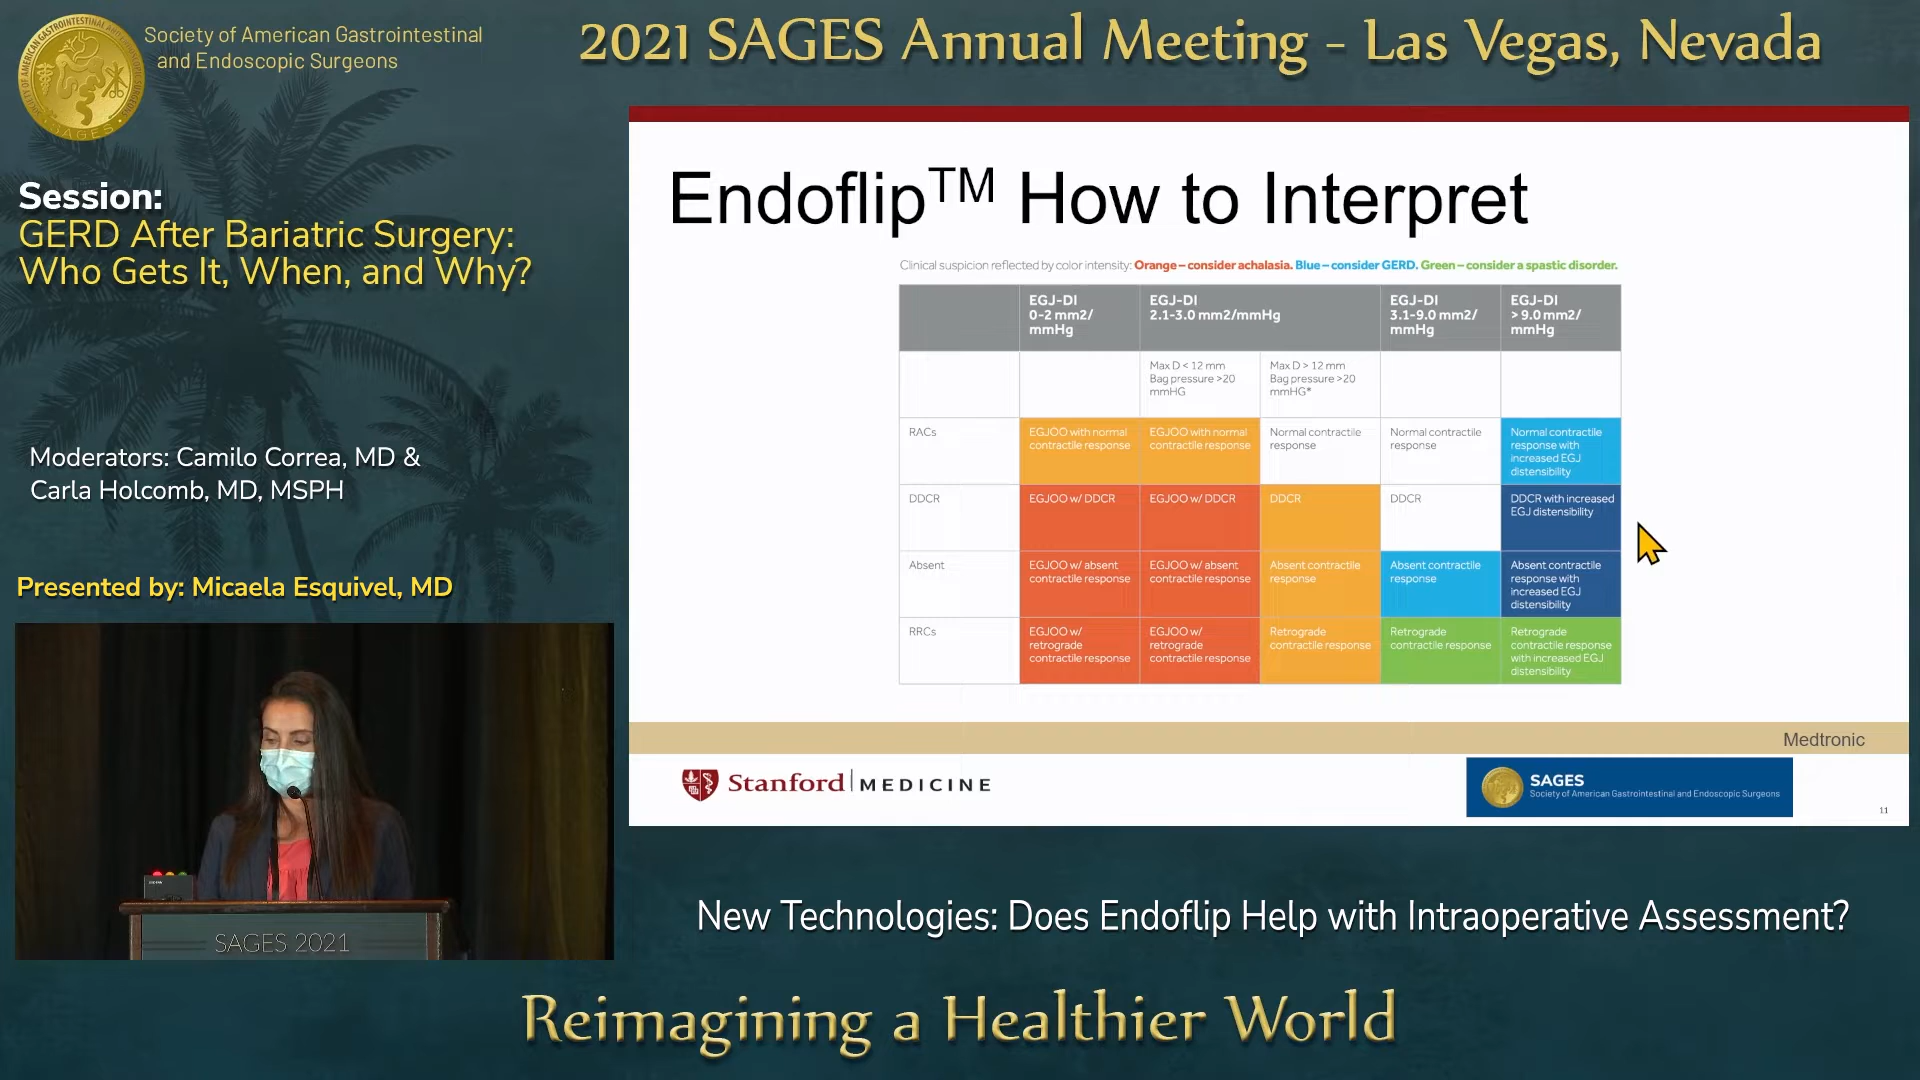 Society of American Gastrointestinal
and Endoscopic Surgeons
SAGES
2021 SAGES Annual Meeting - Las Vegas, Nevada
Session:
GERD After Bariatric Surgery:
Who Gets It, When, and Why?
Moderators: Camilo Correa, MD &
Carla Holcomb, MD, MSPH
Presented by: Micaela Esquivel, MD
SAGES 2021
Endoflip™ How to Interpret
Clinical suspicion reflected by color intensity: Orange – consider achalasia. Blue – consider GERD. Green – consider a spastic disorder.
EGJ-DI
0-2 mm2/
mmHg
EGJ-DI
2.1-3.0 mm2/mmHg
EGJ-DI
3.1-9.0 mm2/
mmHg
EGJ-DI
> 9.0 mm2/
mmHg
Max D < 12 mm
Bag pressure >20
mmHG
Max D > 12 mm
Bag pressure >20
mmHG*
RACs
EGJOO with normal
contractile response
EGJOO with normal
contractile response
Normal contractile
response
Normal contractile
response
Normal contractile
response with
increased EGJ
distensibility
DDCR
EGJOO w/ DDCR
EGJOO w/ DDCR
DDCR
DDCR
DDCR with increased
EGJ distensibility
Absent
EGJOO w/ absent
contractile response
EGJOO w/ absent
contractile response
Absent contractile
response
Absent contractile
response
Absent contractile
response with
increased EGJ
distensibility
RRCs
EGJOO w/
retrograde
contractile response
EGJOO w/
retrograde
contractile response
Retrograde
contractile response
Retrograde
contractile response
Retrograde
contractile response
with increased EGJ
distensibility
Medtronic
Stanford MEDICINE
SAGES
Society of American Gastrointestinal and Endoscopic Surgeons
11
New Technologies: Does Endoflip Help with Intraoperative Assessment?
Reimagining a Healthier World